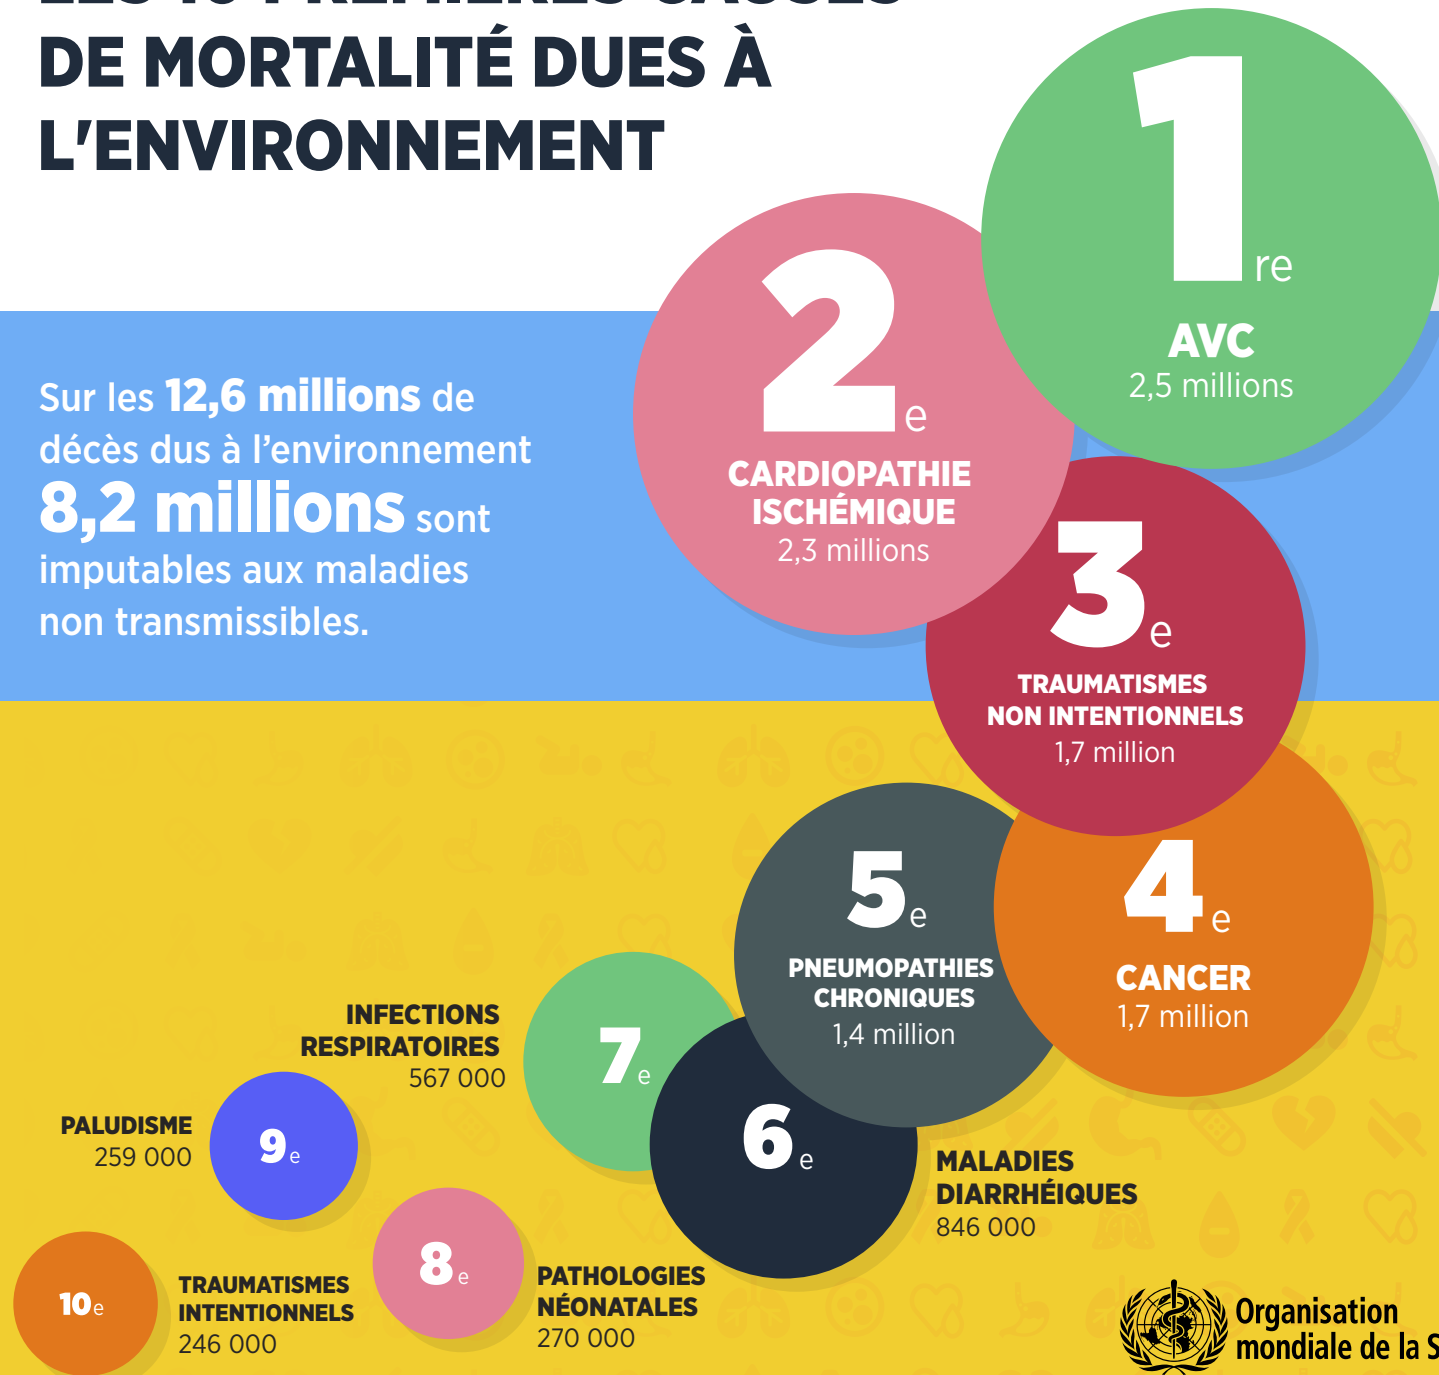 LES 10 PREMIÈRES CAUSES
DE MORTALITÉ DUES À
L'ENVIRONNEMENT
Sur les 12,6 millions de
décès dus à l’environnement
8,2 millions sont
imputables aux maladies
non transmissibles.
1re
AVC
2,5 millions
2e
CARDIOPATHIE
ISCHÉMIQUE
2,3 millions
3e
TRAUMATISMES
NON INTENTIONNELS
1,7 million
4e
CANCER
1,7 million
5e
PNEUMOPATHIES
CHRONIQUES
1,4 million
6e
MALADIES
DIARRHÉIQUES
846 000
7e
INFECTIONS
RESPIRATOIRES
567 000
8e
PATHOLOGIES
NÉONATALES
270 000
9e
PALUDISME
259 000
10e
TRAUMATISMES
INTENTIONNELS
246 000
Organisation
mondiale de la S